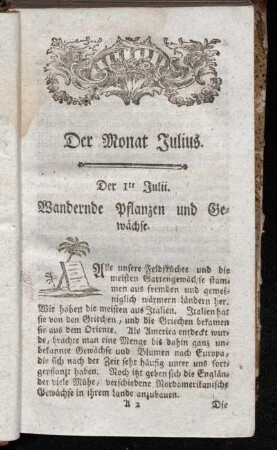 Der Monat Julius.
Der 1te Julii.
Wandernde Pflanzen und Ge-
wächse.
Alle unsere Feldfrüchte und die
meisten Gartengewächse stam-
men aus fremden und gemei-
niglich wärmern Ländern her.
Wir haben die meisten aus Italien. Italien hat
sie von den Griechen, und die Griechen bekamen
sie aus dem Oriente. Als America entdeckt wur-
de, brachte man eine Menge bis dahin ganz un-
bekannte Gewächse und Blumen nach Europa,
die sich nach der Zeit sehr häufig unter uns fort-
gepflanzt haben. Noch itzt geben sich die Englän-
der viele Mühe, verschiedene Nordamerikanische
Gewächse in ihrem Lande anzubauen.
A 2 Die